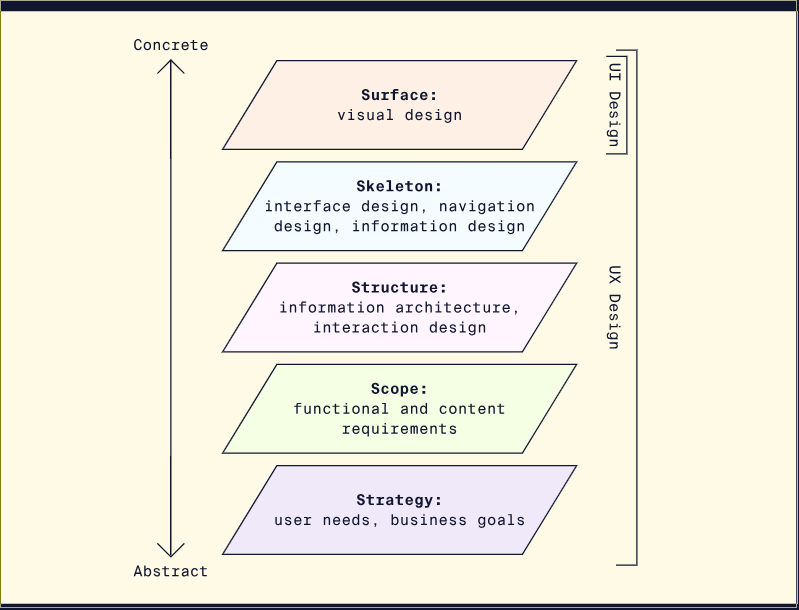 Concrete
Surface:
visual design
UI Design
Skeleton:
interface design, navigation
design, information design
Structure:
information architecture,
interaction design
UX Design
Scope:
functional and content
requirements
Strategy:
user needs, business goals
Abstract